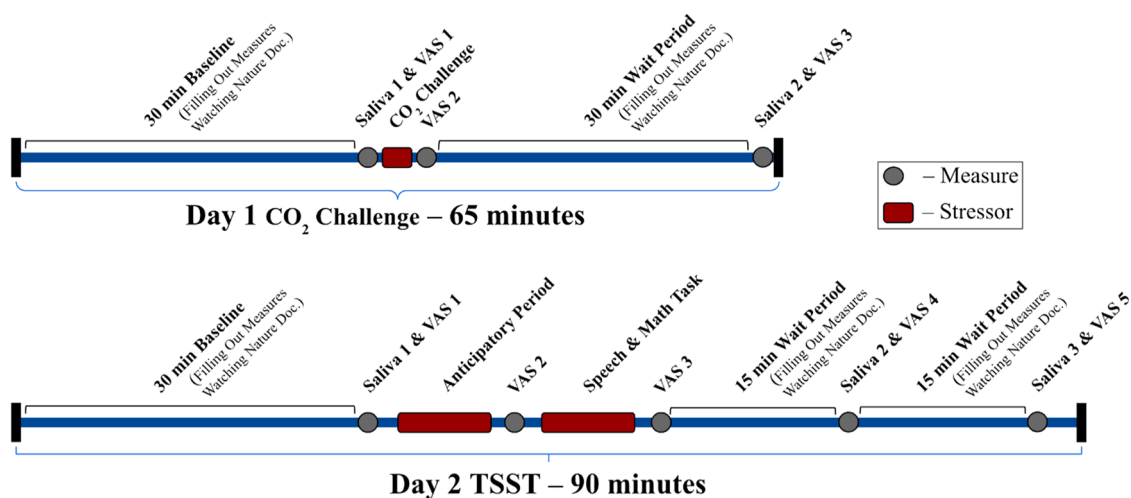 30 min Baseline
(Filling Out Measures
Watching Nature Doc.)
Saliva 1 & VAS 1
CO₂ Challenge
VAS 2
30 min Wait Period
(Filling Out Measures
Watching Nature Doc.)
Saliva 2 & VAS 3
Day 1 CO₂ Challenge – 65 minutes
– Measure
– Stressor
30 min Baseline
(Filling Out Measures
Watching Nature Doc.)
Saliva 1 & VAS 1
Anticipatory Period
VAS 2
Speech & Math Task
VAS 3
15 min Wait Period
(Filling Out Measures
Watching Nature Doc.)
Saliva 2 & VAS 4
15 min Wait Period
(Filling Out Measures
Watching Nature Doc.)
Saliva 3 & VAS 5
Day 2 TSST – 90 minutes